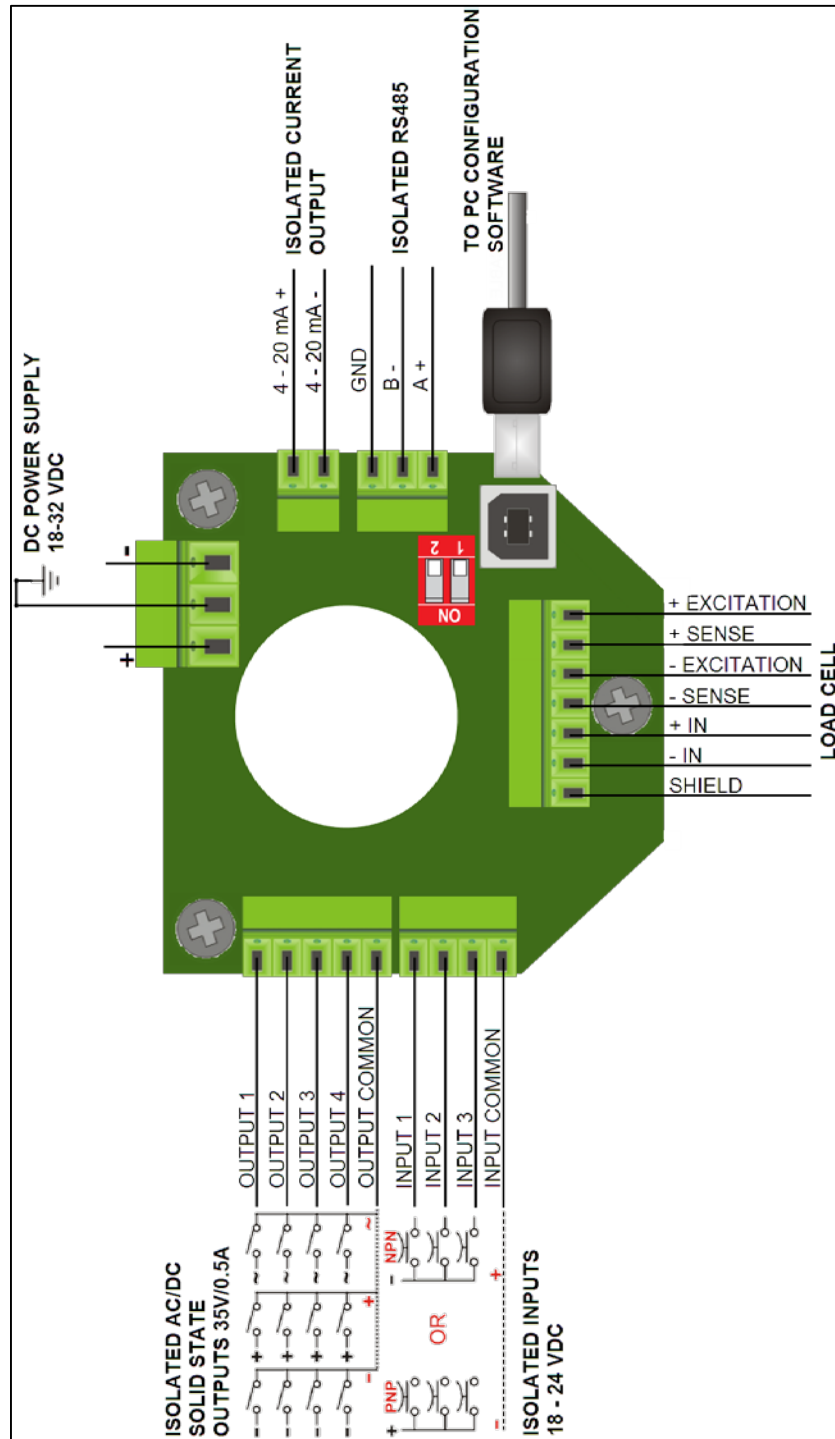 DC POWER SUPPLY
18-32 VDC
-
+
4 - 20 mA +
4 - 20 mA -
ISOLATED CURRENT
OUTPUT
GND
B -
A +
ISOLATED RS485
TO PC CONFIGURATION
SOFTWARE
ON
1
2
+ EXCITATION
+ SENSE
- EXCITATION
- SENSE
+ IN
- IN
SHIELD
LOAD CELL
OUTPUT 1
OUTPUT 2
OUTPUT 3
OUTPUT 4
OUTPUT COMMON
INPUT 1
INPUT 2
INPUT 3
INPUT COMMON
ISOLATED AC/DC
SOLID STATE
OUTPUTS 35V/0.5A
- + ~
- + ~
- + ~
- + ~
- + ~
PNP
OR
NPN
+ -
- +
ISOLATED INPUTS
18 - 24 VDC